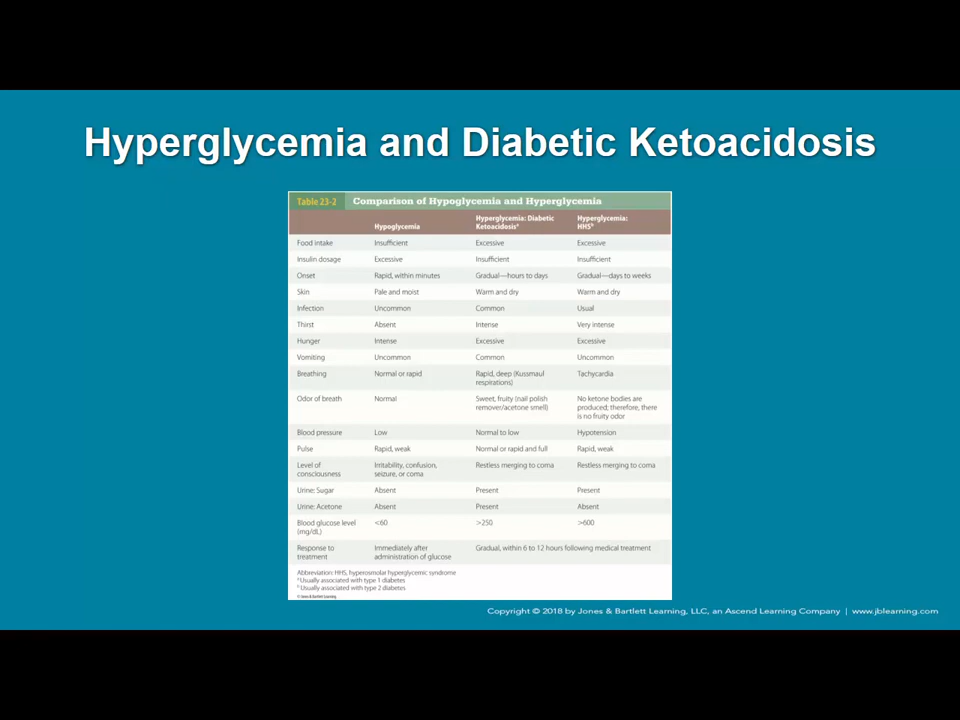 Hyperglycemia and Diabetic Ketoacidosis
Table 23-2 Comparison of Hypoglycemia and Hyperglycemia
Hypoglycemia Hyperglycemia: Diabetic Ketoacidosisᵃ Hyperglycemia: HHSᵇ
Food intake Insufficient Excessive Excessive
Insulin dosage Excessive Insufficient Insufficient
Onset Rapid, within minutes Gradual—hours to days Gradual—days to weeks
Skin Pale and moist Warm and dry Warm and dry
Infection Uncommon Common Usual
Thirst Absent Intense Very intense
Hunger Intense Excessive Excessive
Vomiting Uncommon Common Uncommon
Breathing Normal or rapid Rapid, deep (Kussmaul respirations) Tachycardia
Odor of breath Normal Sweet, fruity (nail polish remover/acetone smell) No ketone bodies are produced; therefore, there is no fruity odor
Blood pressure Low Normal to low Hypotension
Pulse Rapid, weak Normal or rapid and full Rapid, weak
Level of consciousness Irritability, confusion, seizure, or coma Restless merging to coma Restless merging to coma
Urine: Sugar Absent Present Present
Urine: Acetone Absent Present Absent
Blood glucose level (mg/dL) <60 >250 >600
Response to treatment Immediately after administration of glucose Gradual, within 6 to 12 hours following medical treatment
Abbreviation: HHS, hyperosmolar hyperglycemic syndrome
ᵃ Usually associated with type 1 diabetes
ᵇ Usually associated with type 2 diabetes
© Jones & Bartlett Learning.
Copyright © 2018 by Jones & Bartlett Learning, LLC, an Ascend Learning Company | www.jblearning.com